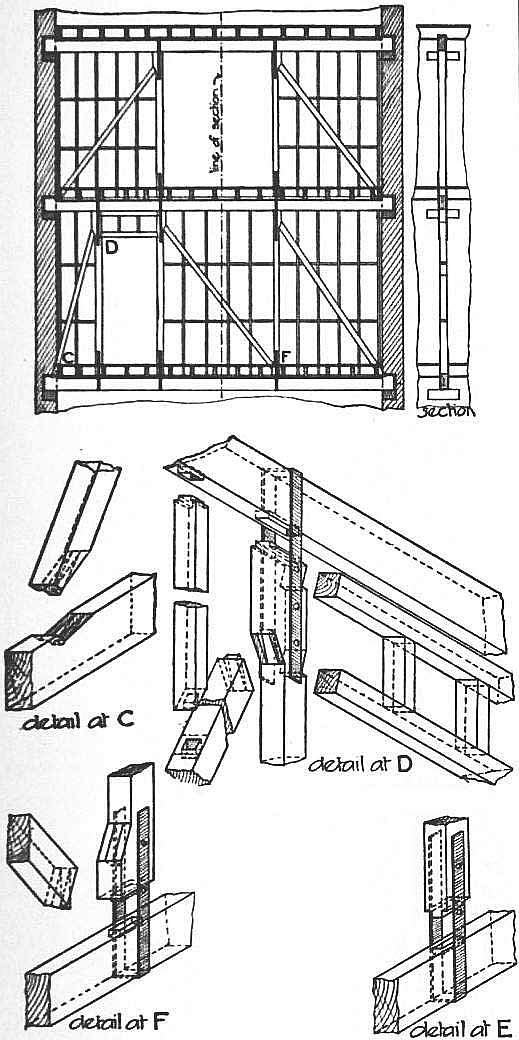 line of section
D
C
F
section
detail at C
detail at D
detail at F
detail at E